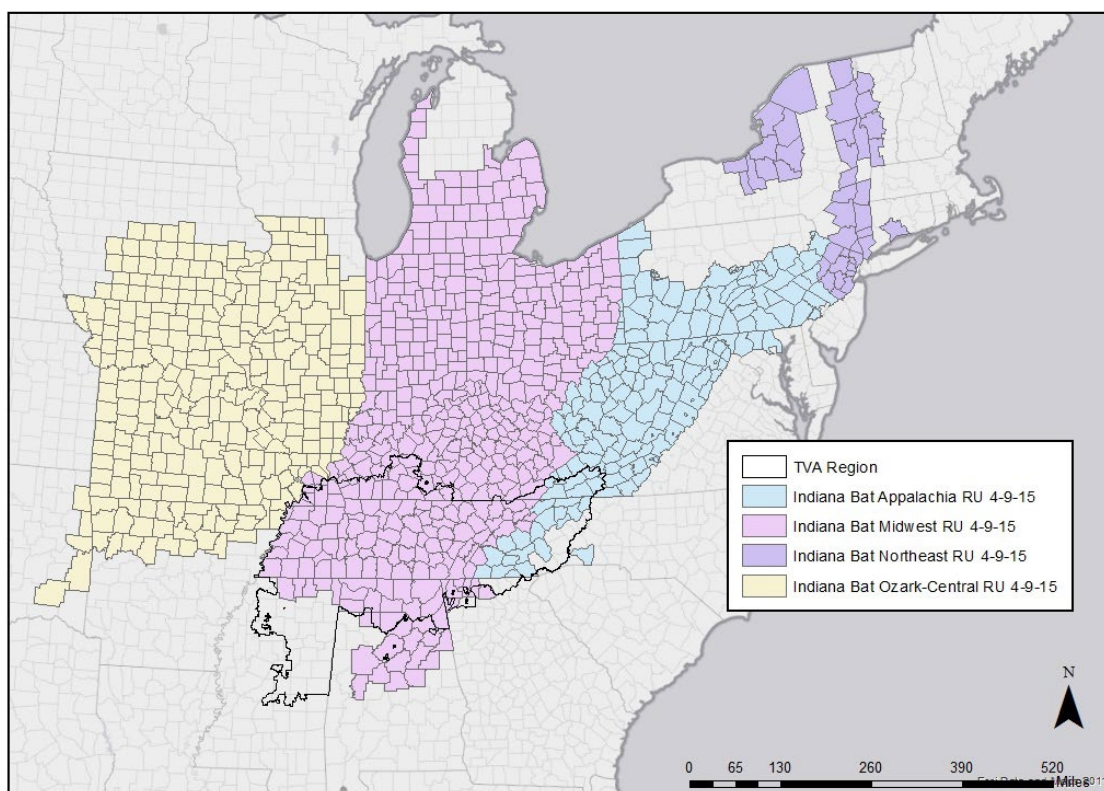 TVA Region
Indiana Bat Appalachia RU 4-9-15
Indiana Bat Midwest RU 4-9-15
Indiana Bat Northeast RU 4-9-15
Indiana Bat Ozark-Central RU 4-9-15
N
0 65 130 260 390 520
Miles